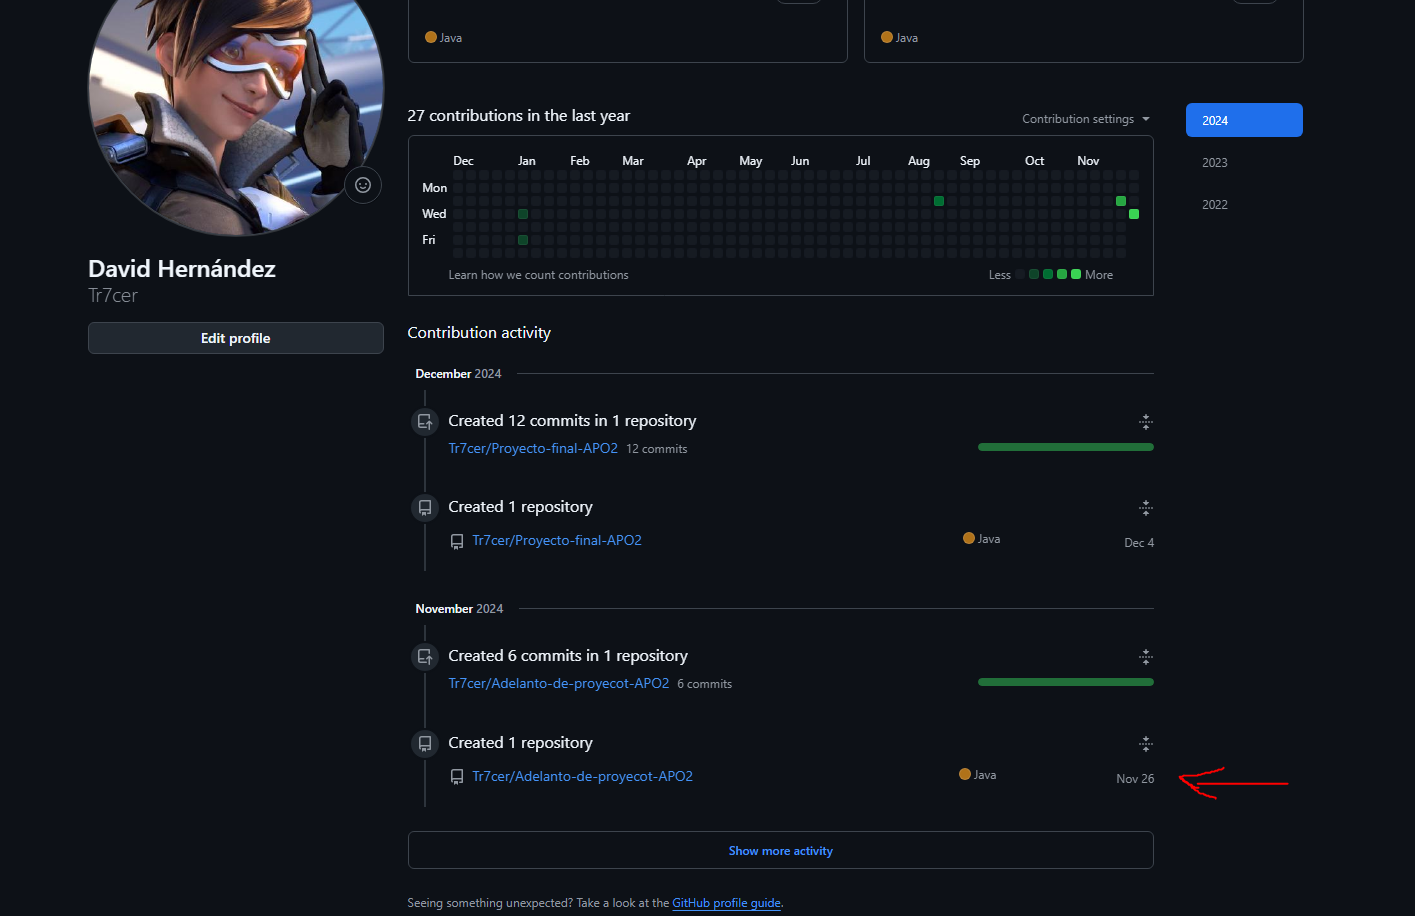 Java
Java
27 contributions in the last year
Contribution settings
2024
2023
2022
Dec Jan Feb Mar Apr May Jun Jul Aug Sep Oct Nov
Mon
Wed
Fri
Learn how we count contributions
Less More
David Hernández
Tr7cer
Edit profile
Contribution activity
December 2024
Created 12 commits in 1 repository
Tr7cer/Proyecto-final-APO2 12 commits
Created 1 repository
Tr7cer/Proyecto-final-APO2 Java Dec 4
November 2024
Created 6 commits in 1 repository
Tr7cer/Adelanto-de-proyecot-APO2 6 commits
Created 1 repository
Tr7cer/Adelanto-de-proyecot-APO2 Java Nov 26
Show more activity
Seeing something unexpected? Take a look at the GitHub profile guide.